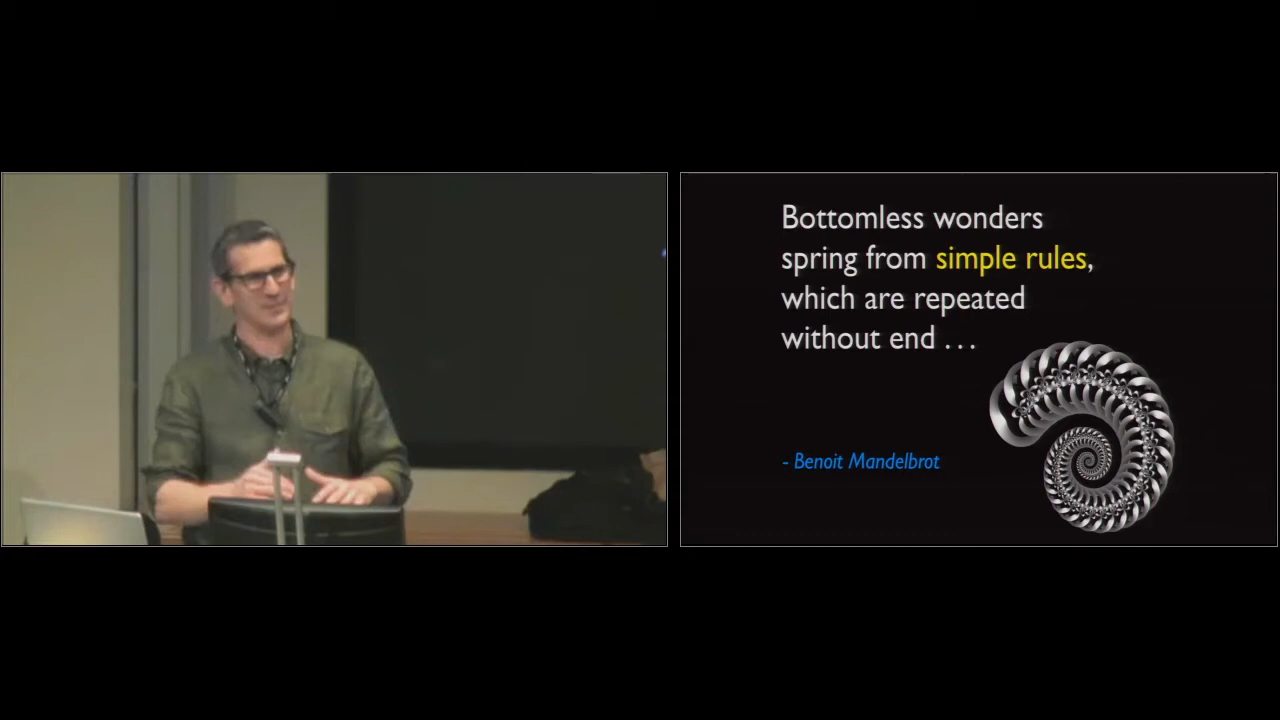 Bottomless wonders
spring from simple rules,
which are repeated
without end ...
- Benoit Mandelbrot